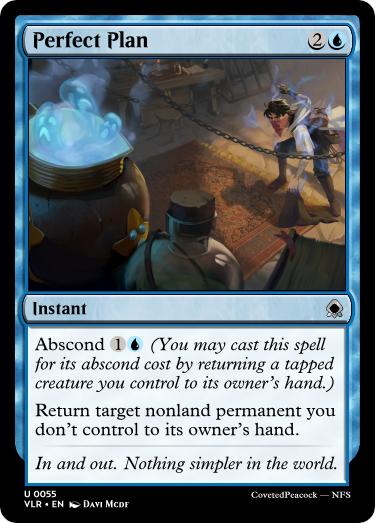 Perfect Plan 2
Instant
Abscond 1 (You may cast this spell
for its abscond cost by returning a tapped
creature you control to its owner's hand.)
Return target nonland permanent you
don't control to its owner's hand.
In and out. Nothing simpler in the world.
U 0055
VLR • EN DAVI MCDF CovetedPeacock — NFS